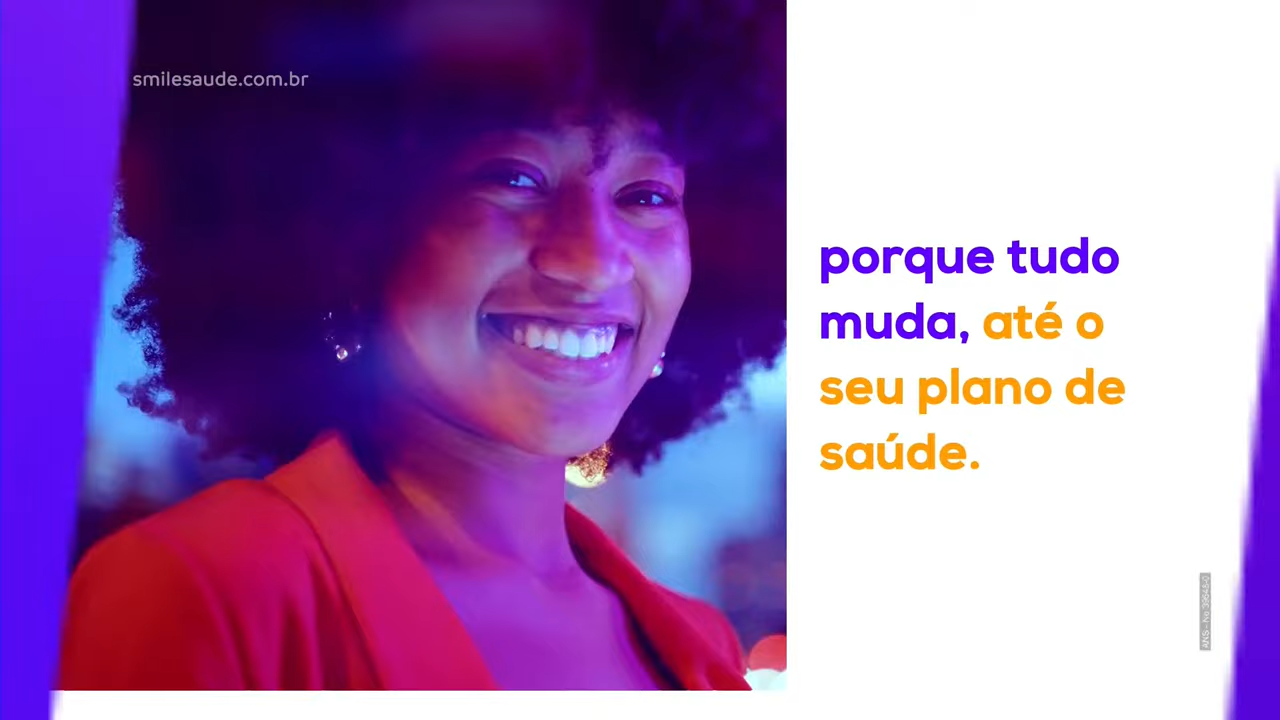 smilesaude.com.br
porque tudo
muda, até o
seu plano de
saúde.